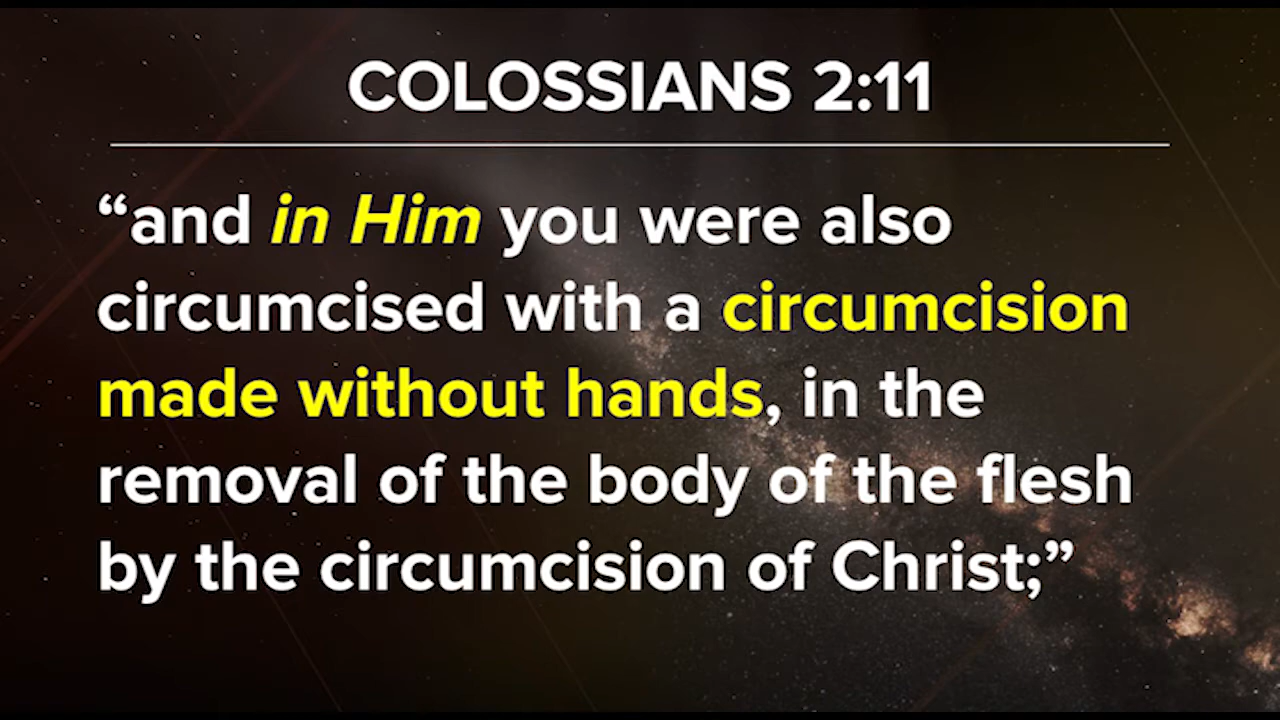 COLOSSIANS 2:11
“and in Him you were also
circumcised with a circumcision
made without hands, in the
removal of the body of the flesh
by the circumcision of Christ;”